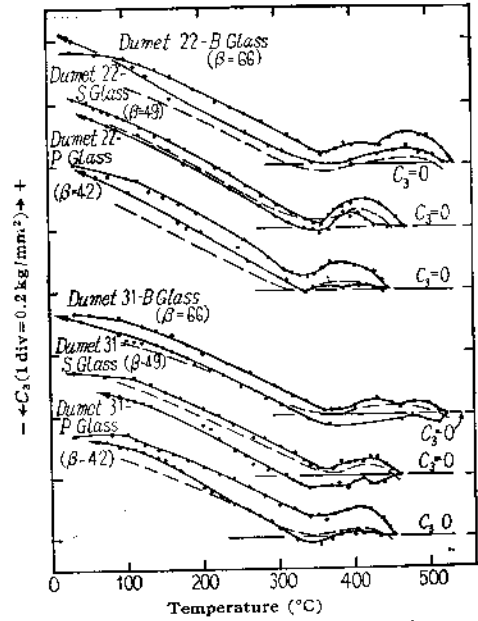 Dumet 22-B Glass
(β=66)
Dumet 22-
S Glass
(β=49)
Dumet 22-
P Glass
(β=42)
C₃=0
C₃=0
C₃=0
Dumet 31-B Glass
(β=66)
Dumet 31-
S Glass
(β-49)
Dumet 31-
P Glass
(β-42)
C₃=0
C₃=0
C₃ 0
− ←C₃(1 div=0.2kg/mm²)→ +
0 100 200 300 400 500
Temperature (°C)